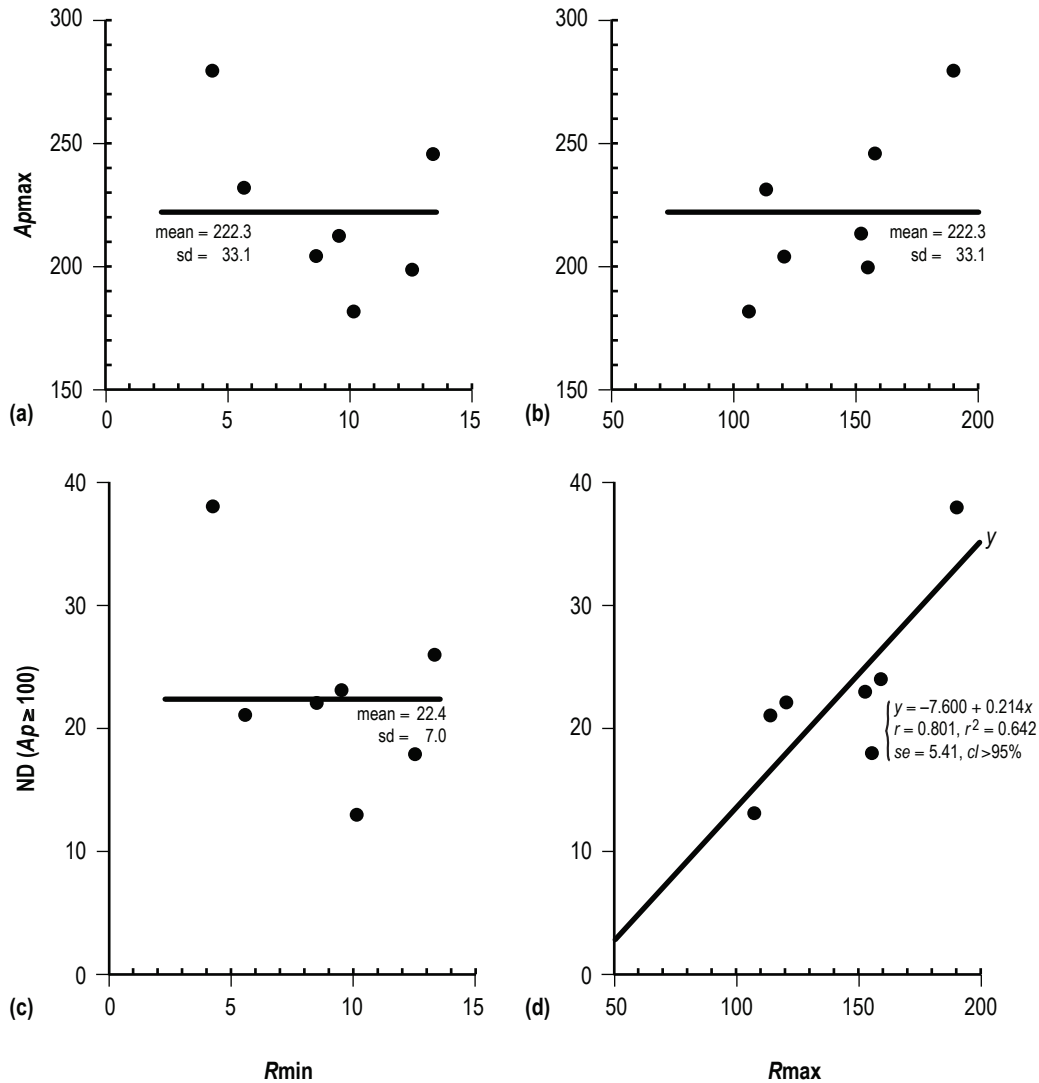 300
250
200
150
Apmax
mean = 222.3
sd = 33.1
(a)
0 5 10 15
300
250
200
150
mean = 222.3
sd = 33.1
(b)
50 100 150 200
40
30
20
10
0
ND (Ap ≥ 100)
mean = 22.4
sd = 7.0
(c)
0 5 10 15
Rmin
40
30
20
10
0
y
y = –7.600 + 0.214x
r = 0.801, r² = 0.642
se = 5.41, cl >95%
(d)
50 100 150 200
Rmax